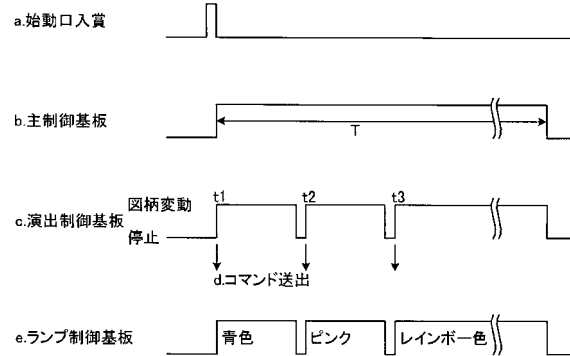 a.始動口入賞
b.主制御基板
T
t1 t2 t3
図柄変動
c.演出制御基板
停止
d.コマンド送出
e.ランプ制御基板 青色 ピンク レインボー色